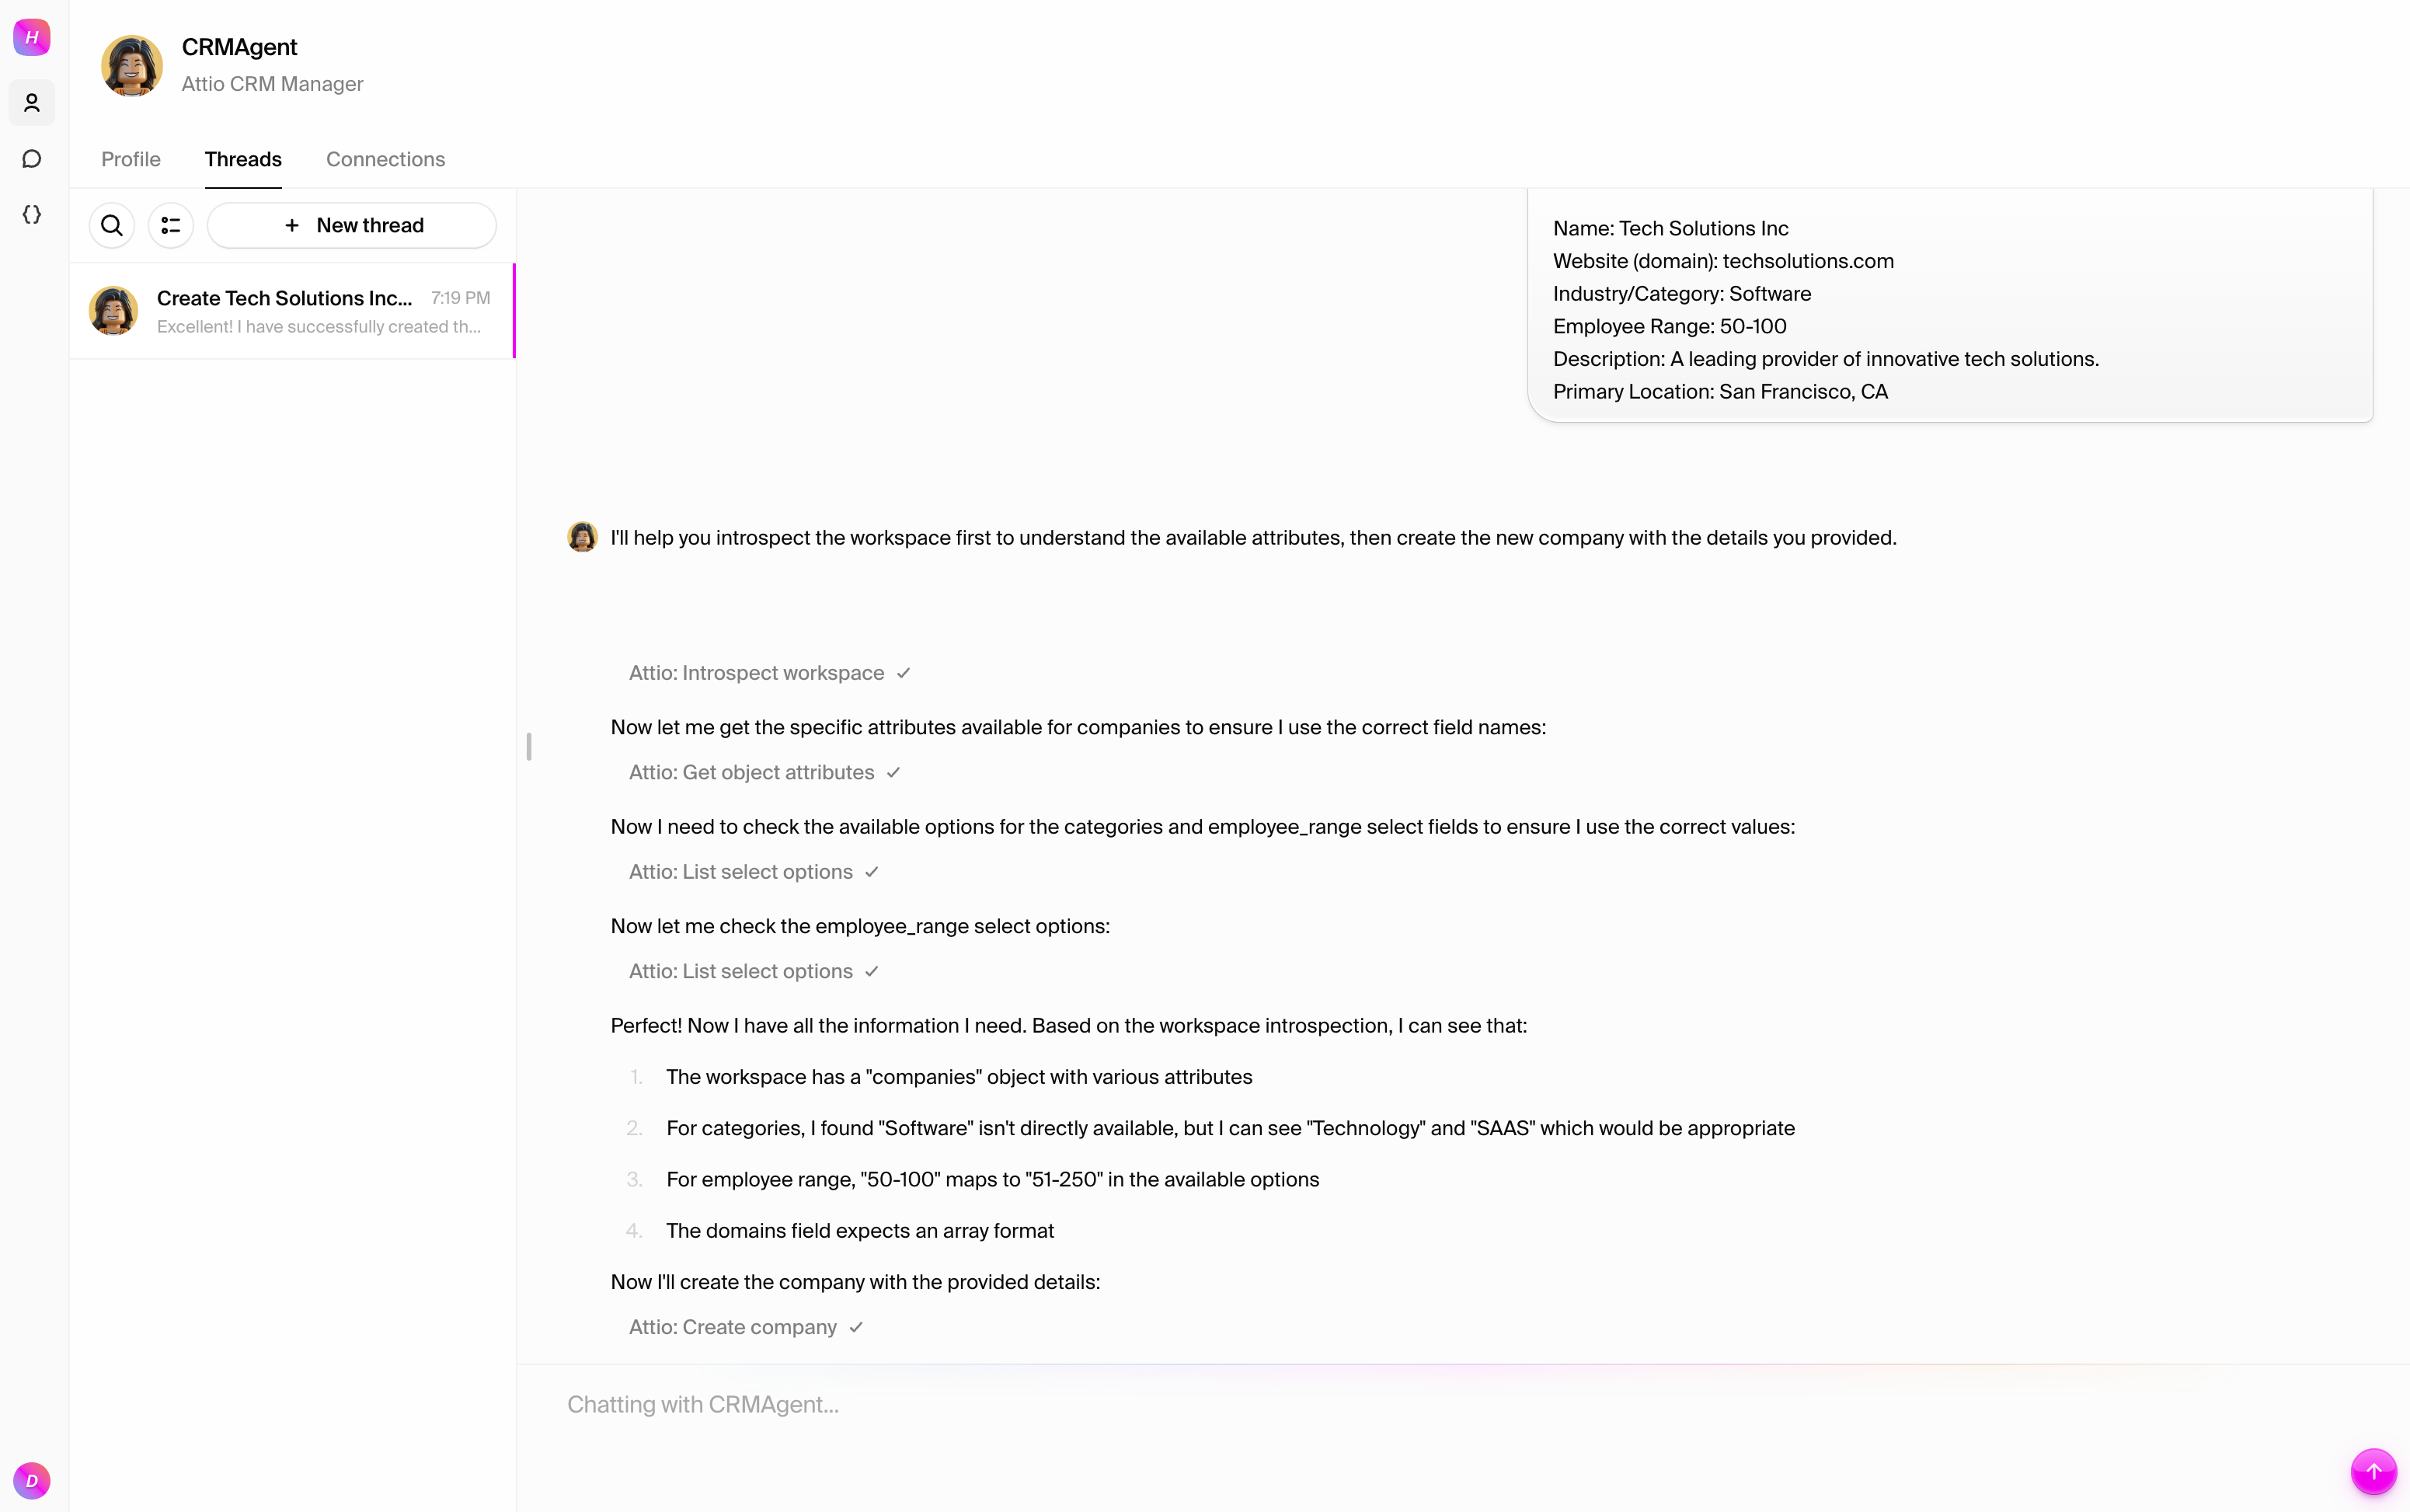 H
CRMAgent
Attio CRM Manager
Profile
Threads
Connections
New thread
Create Tech Solutions Inc...
7:19 PM
Excellent! I have successfully created th...
Name: Tech Solutions Inc
Website (domain): techsolutions.com
Industry/Category: Software
Employee Range: 50-100
Description: A leading provider of innovative tech solutions.
Primary Location: San Francisco, CA
I'll help you introspect the workspace first to understand the available attributes, then create the new company with the details you provided.
Attio: Introspect workspace
Now let me get the specific attributes available for companies to ensure I use the correct field names:
Attio: Get object attributes
Now I need to check the available options for the categories and employee_range select fields to ensure I use the correct values:
Attio: List select options
Now let me check the employee_range select options:
Attio: List select options
Perfect! Now I have all the information I need. Based on the workspace introspection, I can see that:
1. The workspace has a "companies" object with various attributes
2. For categories, I found "Software" isn't directly available, but I can see "Technology" and "SAAS" which would be appropriate
3. For employee range, "50-100" maps to "51-250" in the available options
4. The domains field expects an array format
Now I'll create the company with the provided details:
Attio: Create company
Chatting with CRMAgent...
D